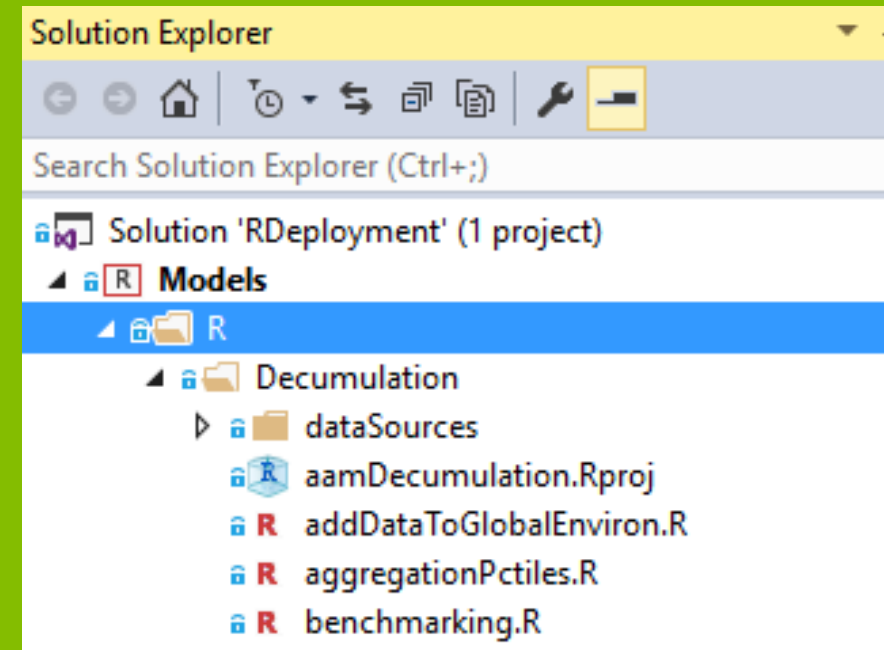 Solution Explorer
Search Solution Explorer (Ctrl+;)
Solution 'RDeployment' (1 project)
R Models
R
Decumulation
dataSources
R aamDecumulation.Rproj
R addDataToGlobalEnviron.R
R aggregationPctiles.R
R benchmarking.R